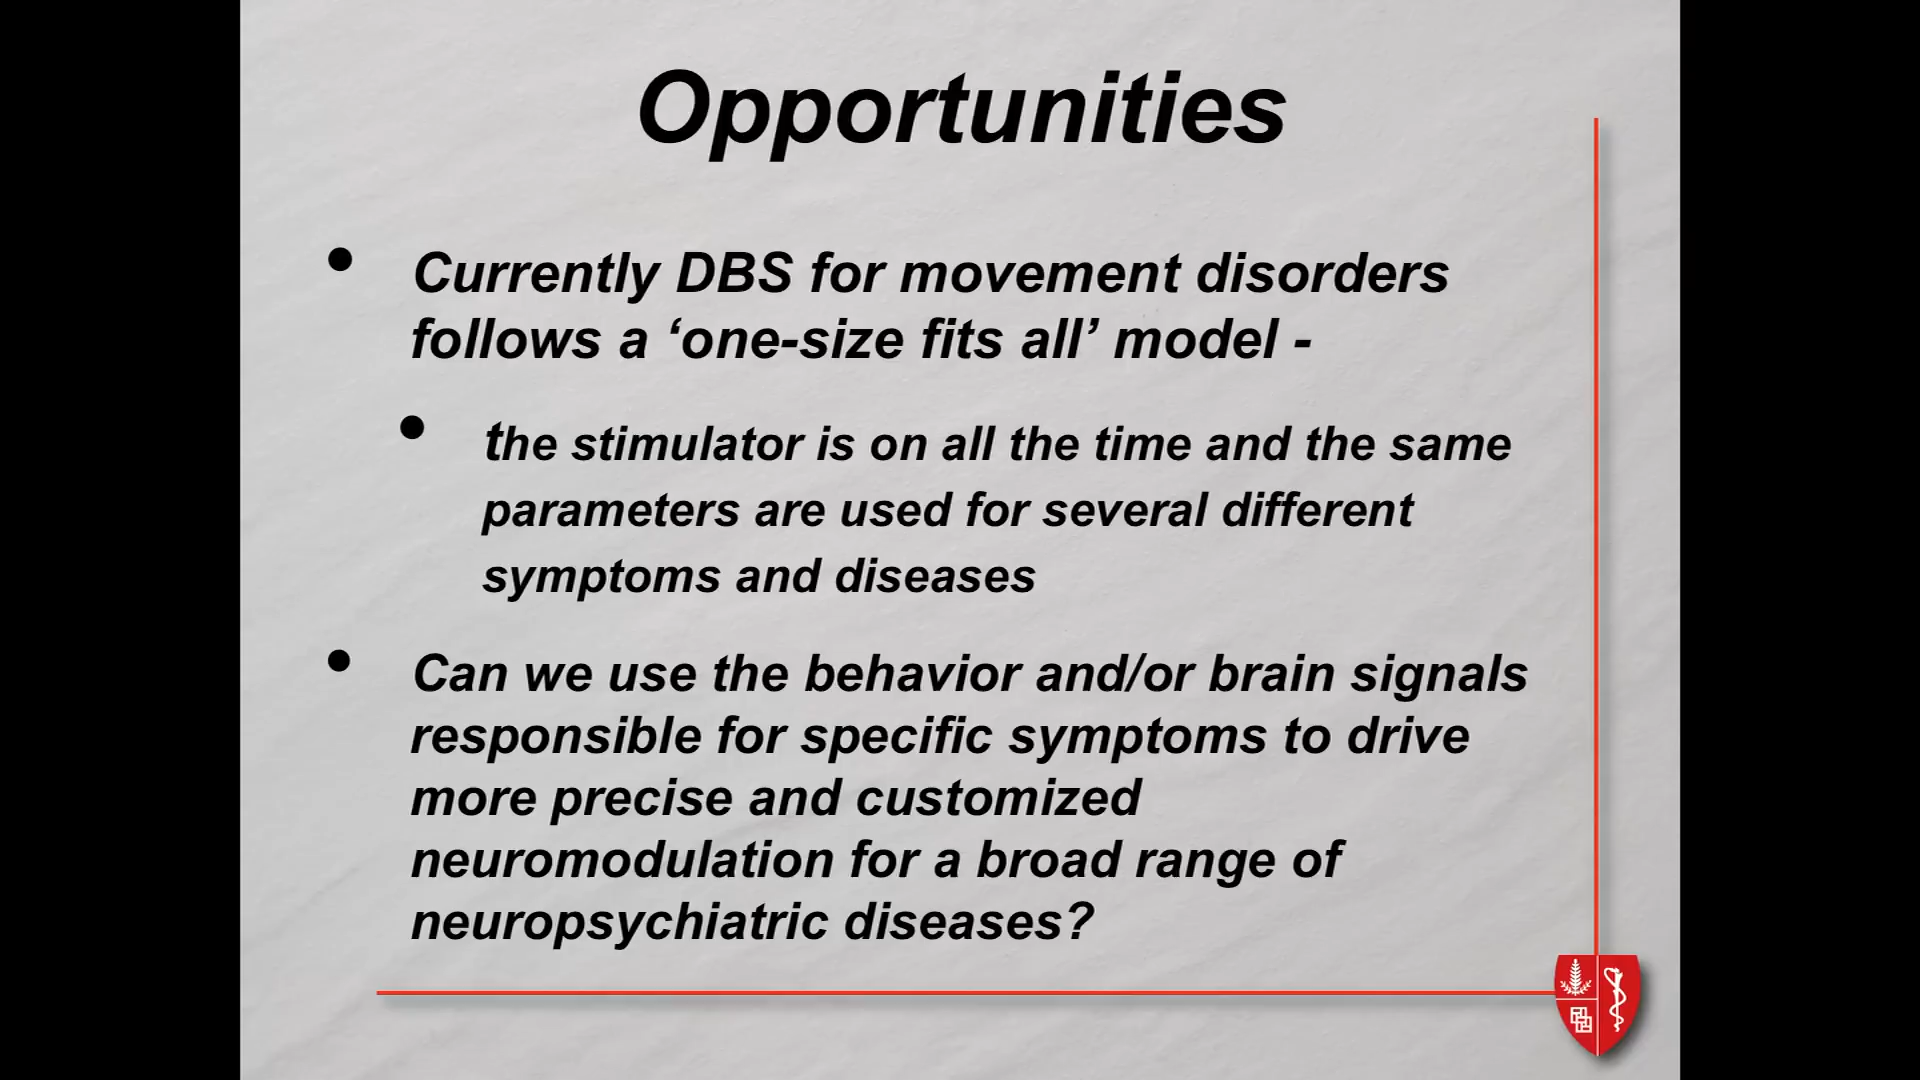 Opportunities
• Currently DBS for movement disorders
follows a ‘one-size fits all’ model -
• the stimulator is on all the time and the same
parameters are used for several different
symptoms and diseases
• Can we use the behavior and/or brain signals
responsible for specific symptoms to drive
more precise and customized
neuromodulation for a broad range of
neuropsychiatric diseases?